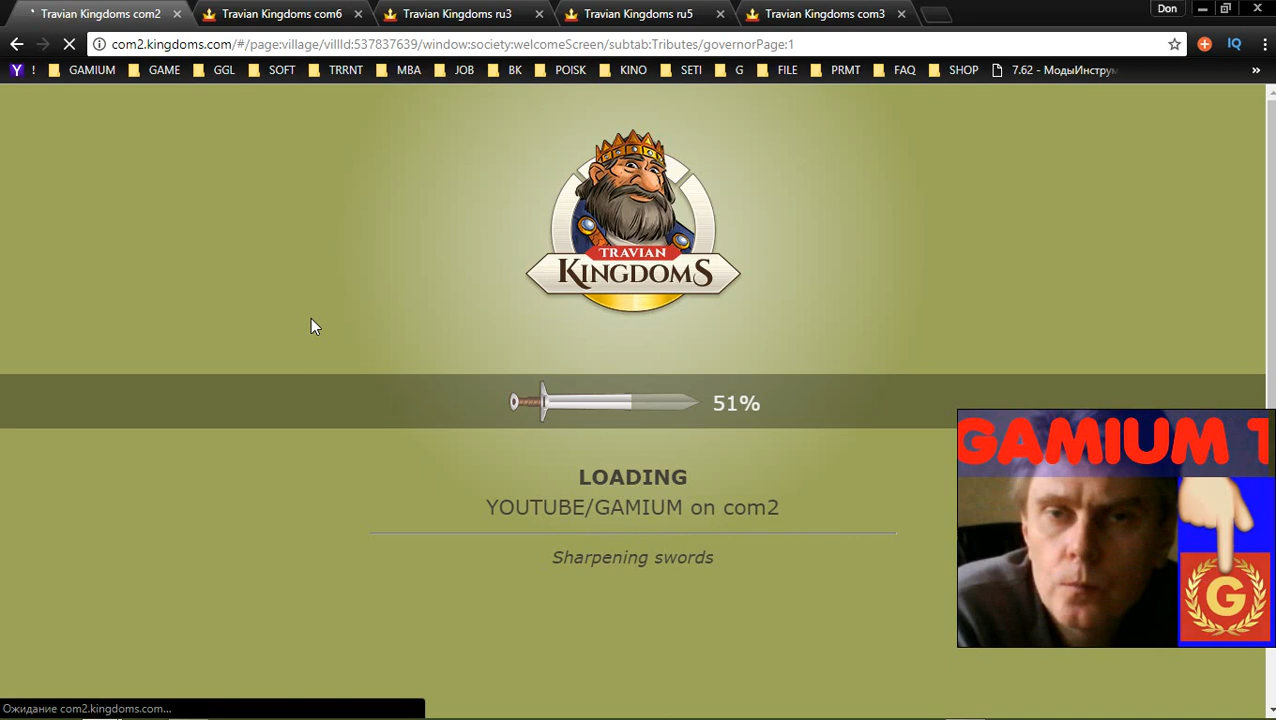 Travian Kingdoms com2
Travian Kingdoms com6
Travian Kingdoms ru3
Travian Kingdoms ru5
Travian Kingdoms com3
Don
com2.kingdoms.com/#/page:village/villId:537837639/window:society:welcomeScreen/subtab:Tributes/governorPage:1
IQ
Y ! GAMIUM GAME GGL SOFT TRRNT MBA JOB BK POISK KINO SETI G FILE PRMT FAQ SHOP 7.62 - МодыИнструм »
TRAVIAN
KINGDOMS
51%
GAMIUM T
LOADING
YOUTUBE/GAMIUM on com2
Sharpening swords
G
Ожидание com2.kingdoms.com...